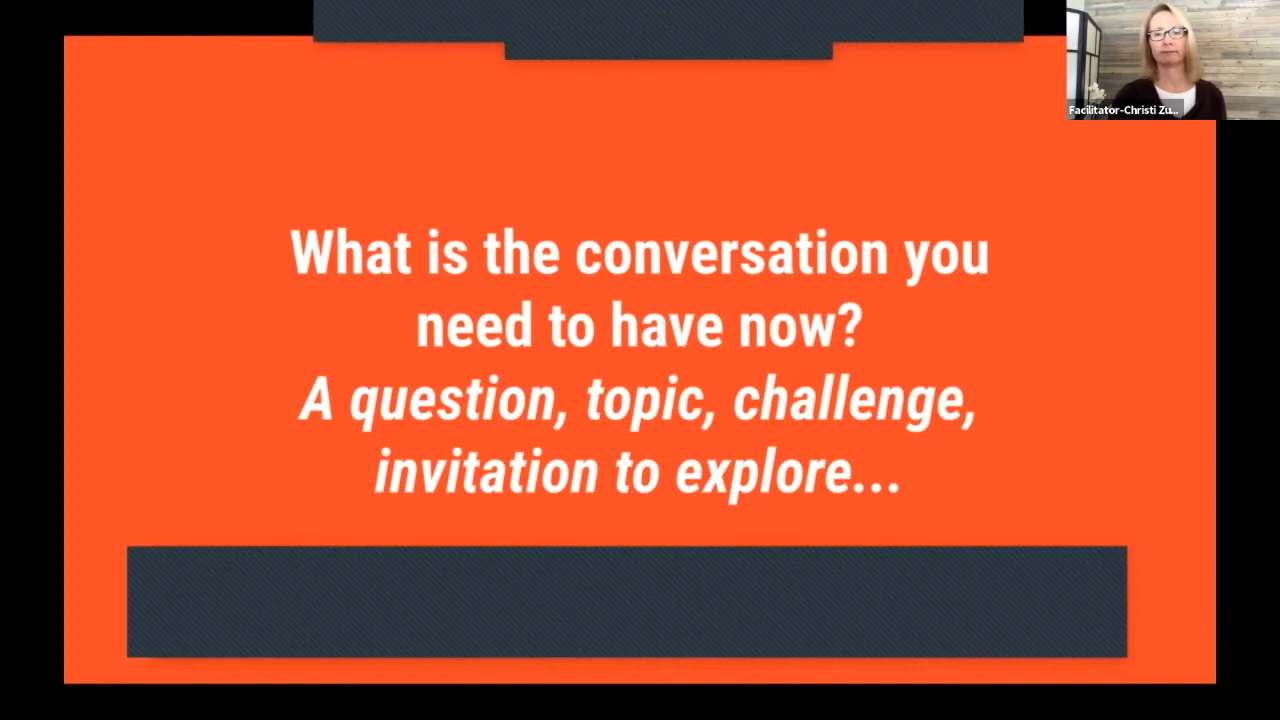 Facilitator-Christi Zu...
What is the conversation you
need to have now?
A question, topic, challenge,
invitation to explore...